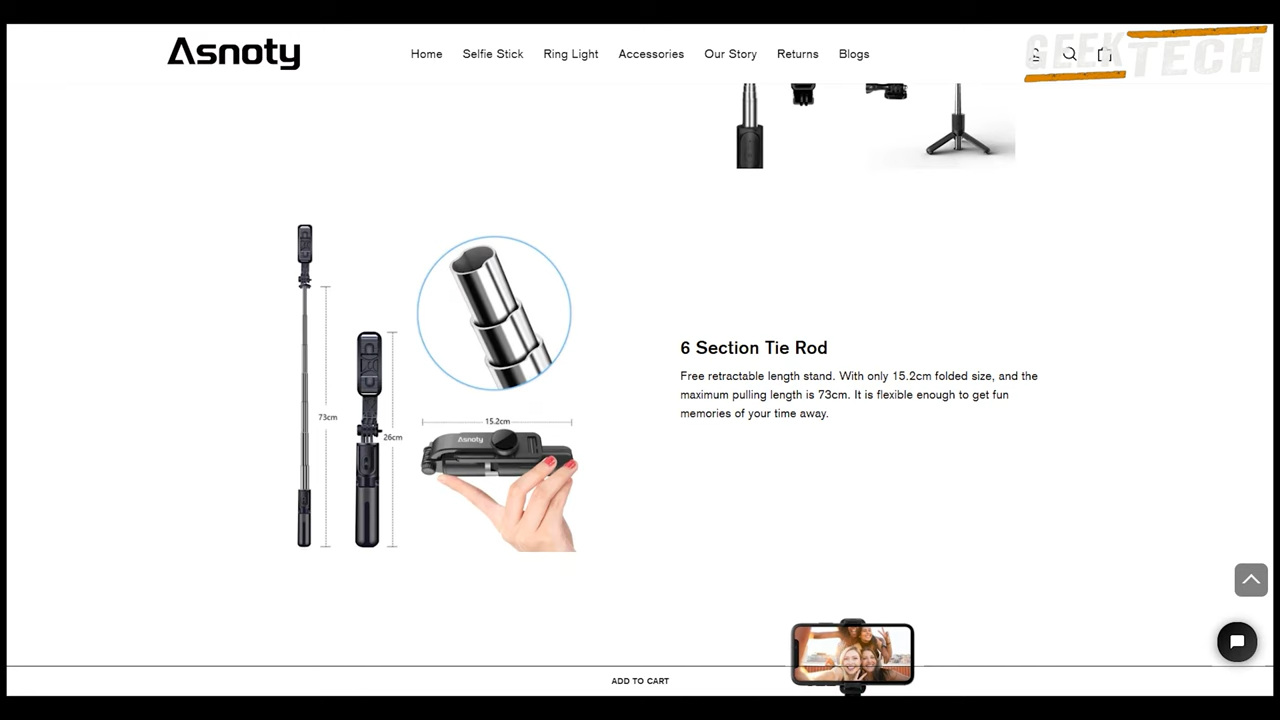 Asnoty
Home Selfie Stick Ring Light Accessories Our Story Returns Blogs
GEEK TECH
73cm
26cm
15.2cm
Asnoty
6 Section Tie Rod
Free retractable length stand. With only 15.2cm folded size, and the
maximum pulling length is 73cm. It is flexible enough to get fun
memories of your time away.
ADD TO CART